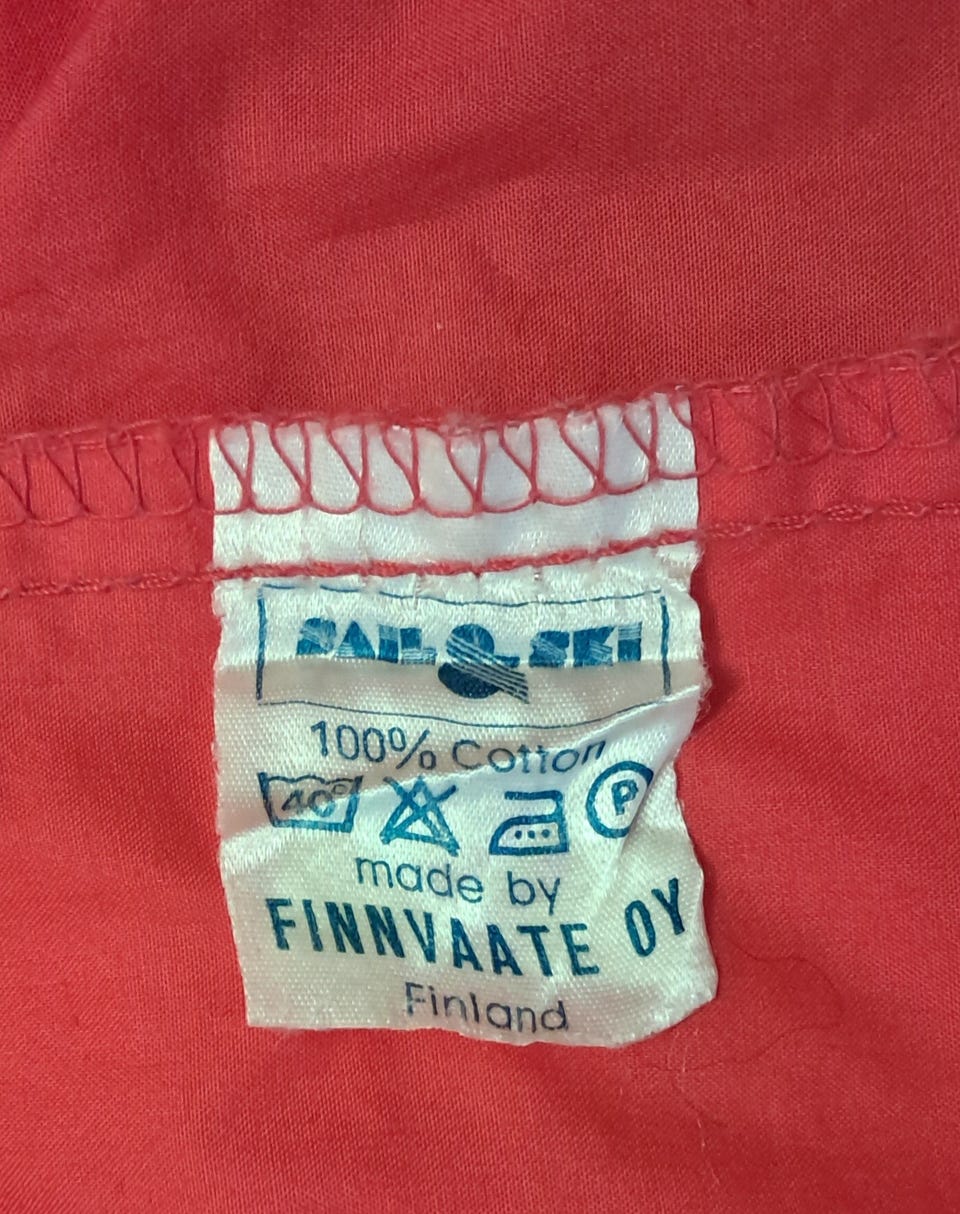 SAIL & SKI
100% Cotton
40° P
made by
FINNVAATE OY
Finland